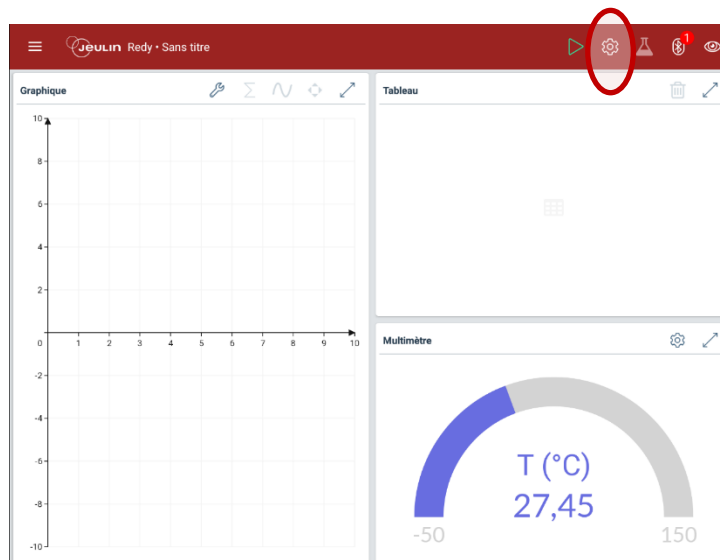 Jeulin Redy • Sans titre
1
Graphique
Tableau
10
8
6
4
2
0
1 2 3 4 5 6 7 8 9 10
-2
-4
-6
-8
-10
Multimètre
T (°C)
27,45
-50 150